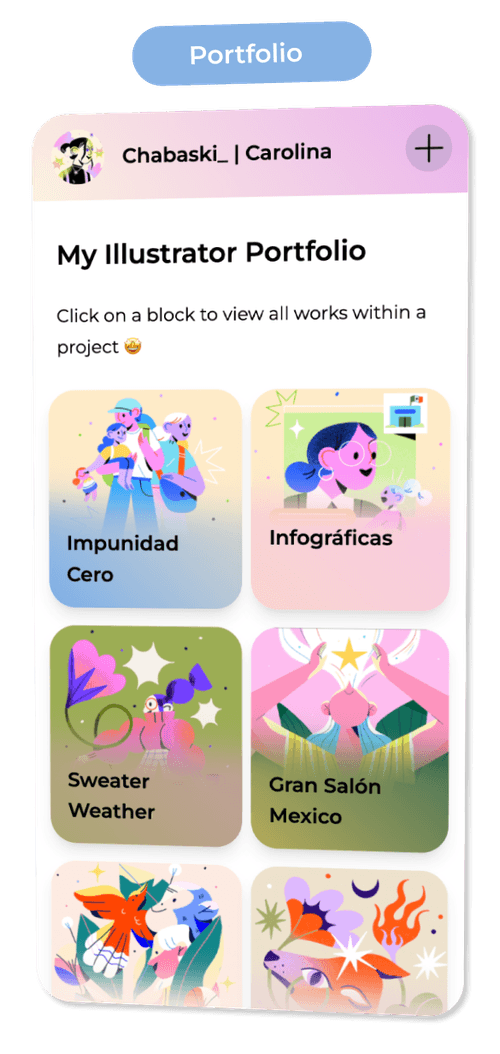 Portfolio
Chabaski_ | Carolina
My Illustrator Portfolio
Click on a block to view all works within a
project 🤩
Impunidad
Cero
Infográficas
Sweater
Weather
Gran Salón
Mexico